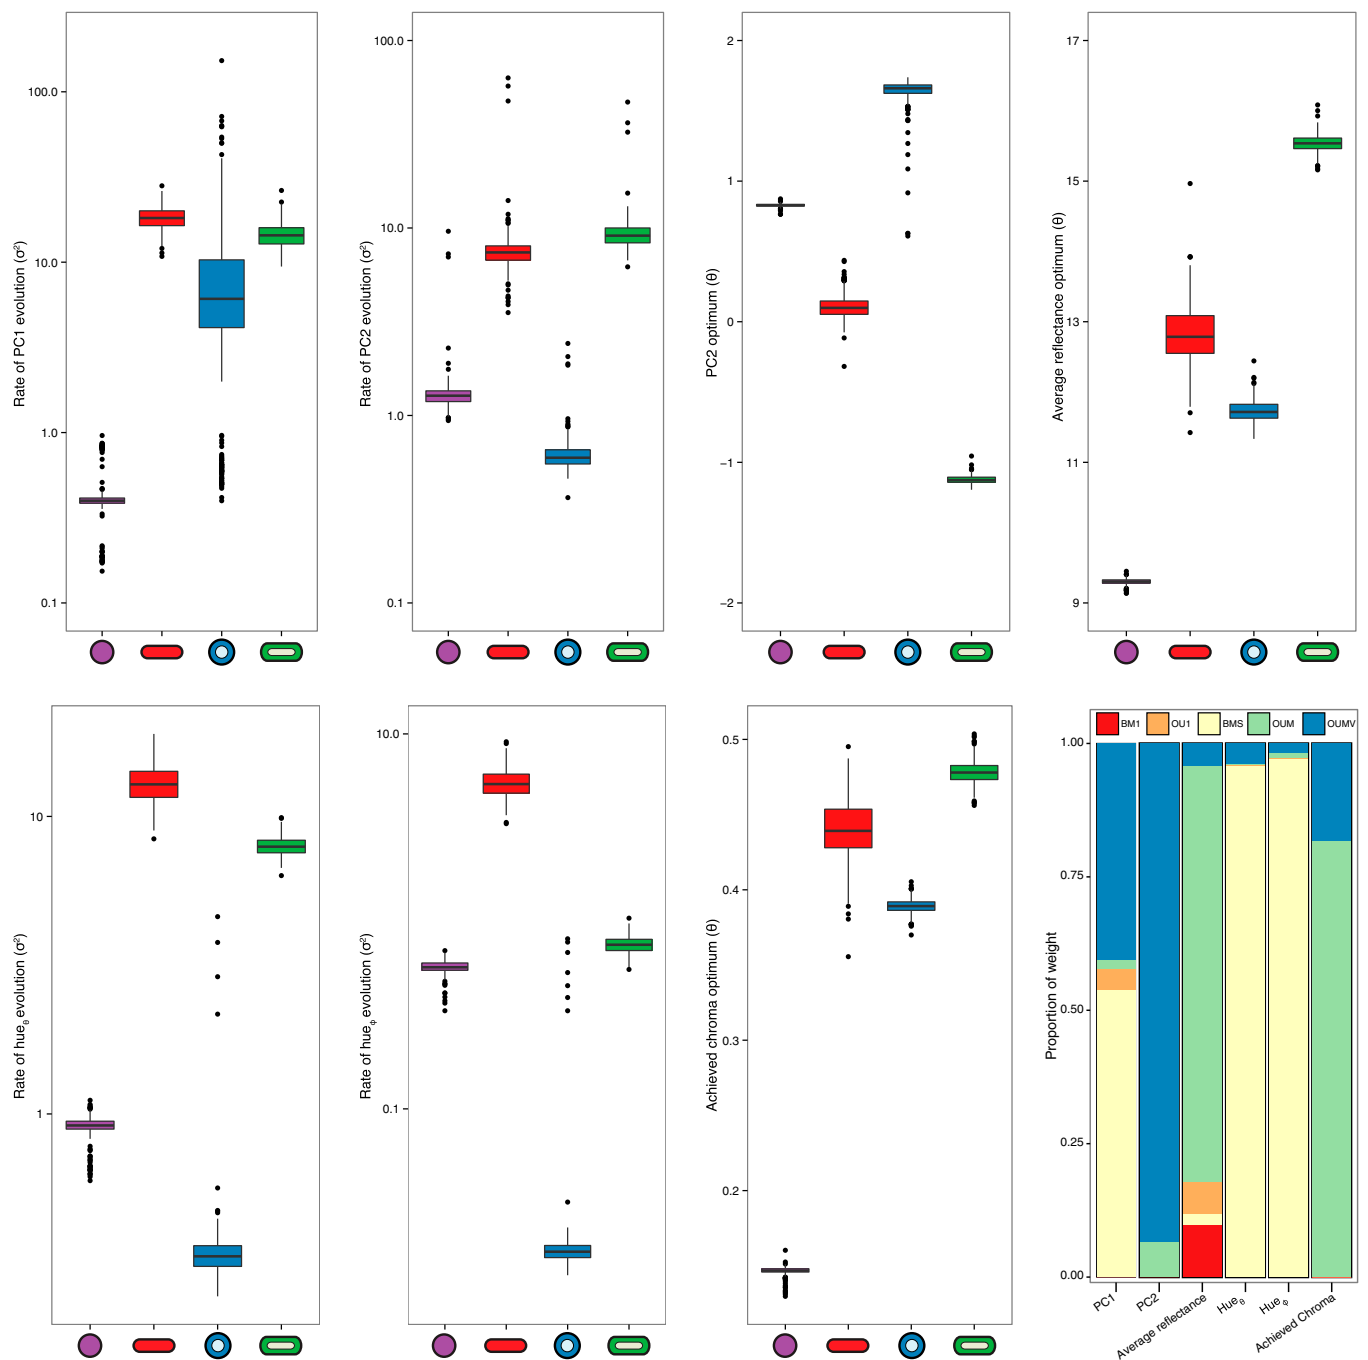 Rate of PC1 evolution (σ²)
100.0
10.0
1.0
0.1
Rate of PC2 evolution (σ²)
100.0
10.0
1.0
0.1
PC2 optimum (θ)
2
1
0
−1
−2
Average reflectance optimum (θ)
17
15
13
11
9
Rate of hueθ evolution (σ²)
10
1
Rate of hueφ evolution (σ²)
10.0
0.1
Achieved chroma optimum (θ)
0.5
0.4
0.3
0.2
BM1 OU1 BMS OUM OUMV
Proportion of weight
1.00
0.75
0.50
0.25
0.00
PC1
PC2
Average reflectance
Hueθ
Hueφ
Achieved Chroma